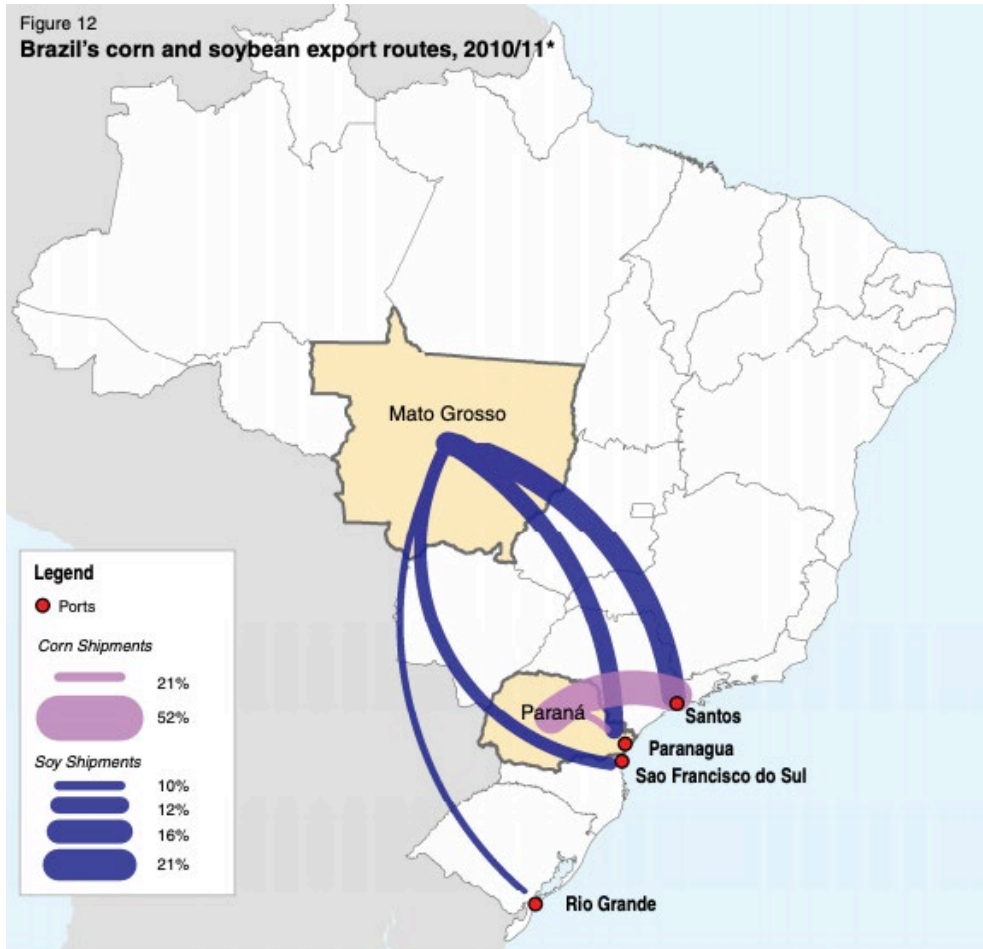 Figure 12
Brazil's corn and soybean export routes, 2010/11*
Mato Grosso
Paraná
Santos
Paranagua
Sao Francisco do Sul
Rio Grande
Legend
Ports
Corn Shipments
21%
52%
Soy Shipments
10%
12%
16%
21%